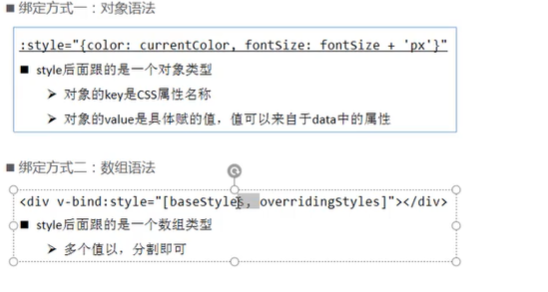 ■ 绑定方式一：对象语法
:style="{color: currentColor, fontSize: fontSize + 'px'}"
■ style后面跟的是一个对象类型
➢ 对象的key是CSS属性名称
➢ 对象的value是具体赋的值，值可以来自于data中的属性
■ 绑定方式二：数组语法
<div v-bind:style="[baseStyles, overridingStyles]"></div>
■ style后面跟的是一个数组类型
➢ 多个值以，分割即可